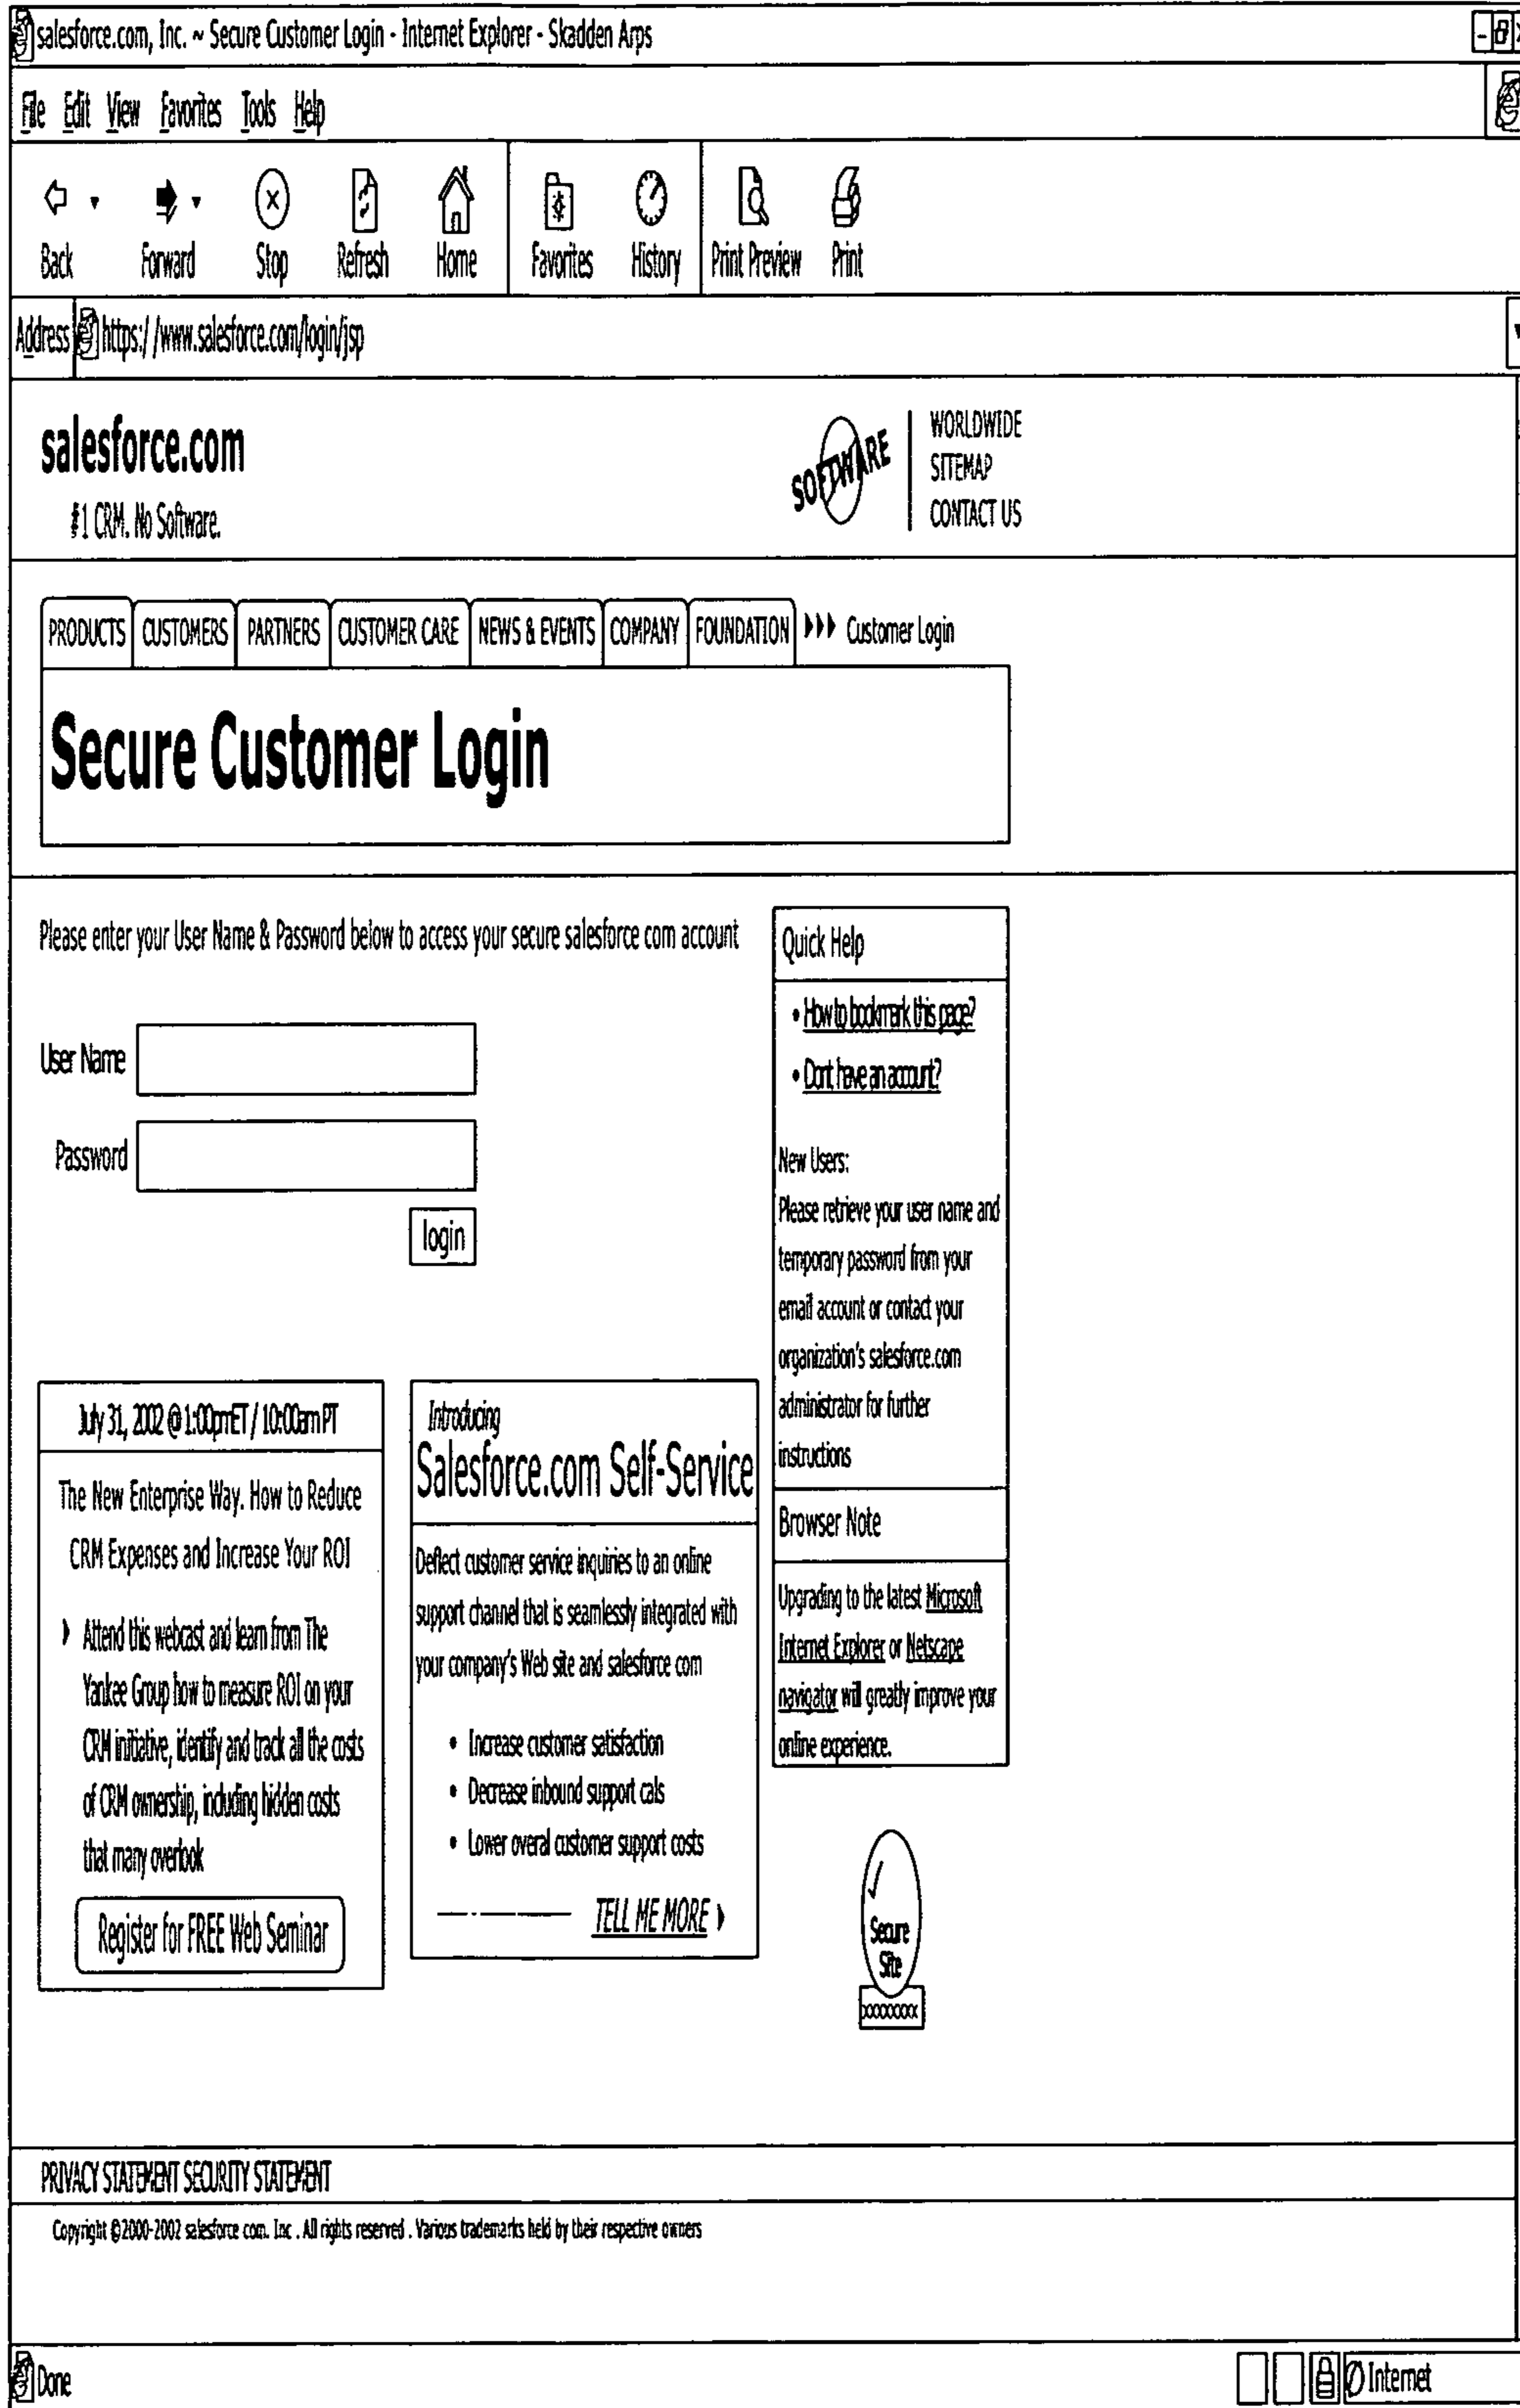 salesforce.com, Inc. ~ Secure Customer Login - Internet Explorer - Skadden Arps
File Edit View Favorites Tools Help
Back Forward Stop Refresh Home Favorites History Print Preview Print
Address https://www.salesforce.com/login/jsp
salesforce.com
#1 CRM. No Software.
SOFTWARE
WORLDWIDE
SITEMAP
CONTACT US
PRODUCTS CUSTOMERS PARTNERS CUSTOMER CARE NEWS & EVENTS COMPANY FOUNDATION Customer Login
Secure Customer Login
Please enter your User Name & Password below to access your secure salesforce com account
User Name
Password
login
Quick Help
• How to bookmark this page?
• Dont have an account?
New Users:
Please retrieve your user name and
temporary password from your
email account or contact your
organization's salesforce.com
administrator for further
instructions
Browser Note
Upgrading to the latest Microsoft
Internet Explorer or Netscape
navigator will greatly improve your
online experience.
July 31, 2002 @ 1:00pmET / 10:00am PT
The New Enterprise Way. How to Reduce
CRM Expenses and Increase Your ROI
Attend this webcast and learn from The
Yankee Group how to measure ROI on your
CRM initiative, identify and track all the costs
of CRM ownership, including hidden costs
that many overlook
Register for FREE Web Seminar
Introducing
Salesforce.com Self-Service
Deflect customer service inquiries to an online
support channel that is seamlessly integrated with
your company's Web site and salesforce com
• Increase customer satisfaction
• Decrease inbound support cals
• Lower overal customer support costs
TELL ME MORE
Secure
Site
xxxxxxxx
PRIVACY STATEMENT SECURITY STATEMENT
Copyright ©2000-2002 salesforce com. Inc . All rights reserved . Various trademarks held by their respective owners
Done
Internet